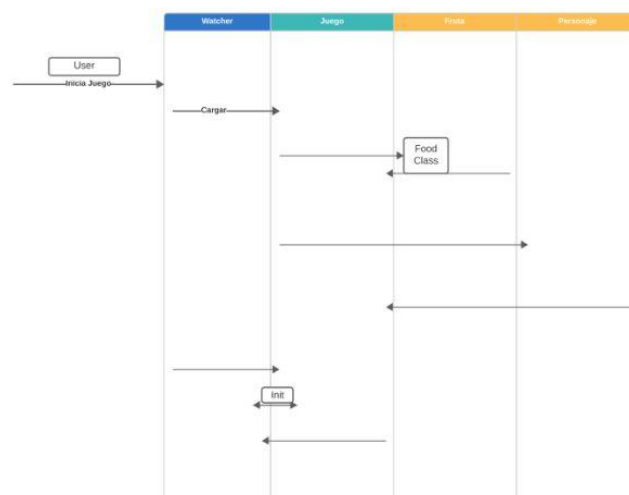 Watcher
Juego
Fruta
Personaje
User
Inicia Juego
Cargar
Food
Class
Init